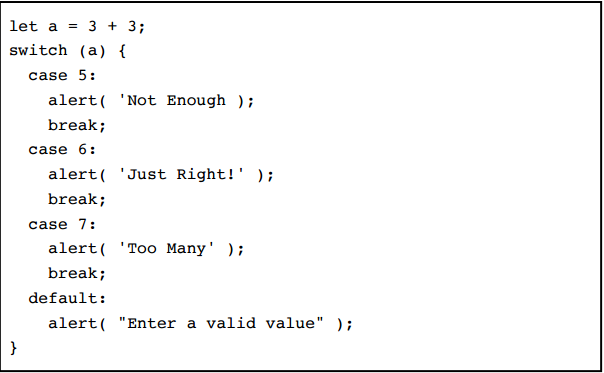 let a = 3 + 3;
switch (a) {
  case 5:
    alert( 'Not Enough );
    break;
  case 6:
    alert( 'Just Right!' );
    break;
  case 7:
    alert( 'Too Many' );
    break;
  default:
    alert( "Enter a valid value" );
}